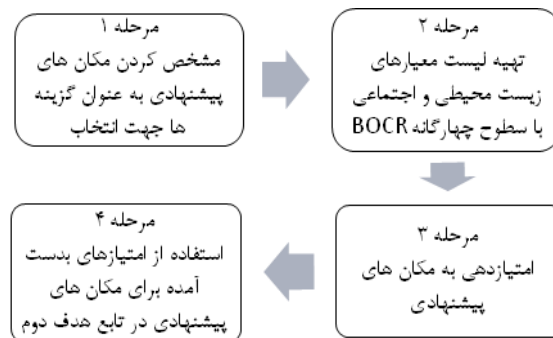 مرحله ۱
مشخص کردن مکان های
پیشنهادی به عنوان گزینه
ها جهت انتخاب
مرحله ۲
تهیه لیست معیارهای
زیست محیطی و اجتماعی
با سطوح چهارگانه BOCR
مرحله ۳
امتیازدهی به مکان های
پیشنهادی
مرحله ۴
استفاده از امتیازهای بدست
آمده برای مکان های
پیشنهادی در تابع هدف دوم